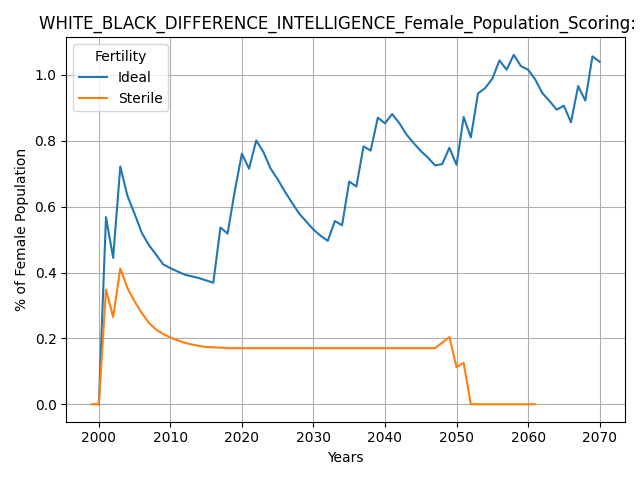 WHITE_BLACK_DIFFERENCE_INTELLIGENCE_Female_Population_Scoring:
Fertility
Ideal
Sterile
% of Female Population
1.0
0.8
0.6
0.4
0.2
0.0
2000 2010 2020 2030 2040 2050 2060 2070
Years